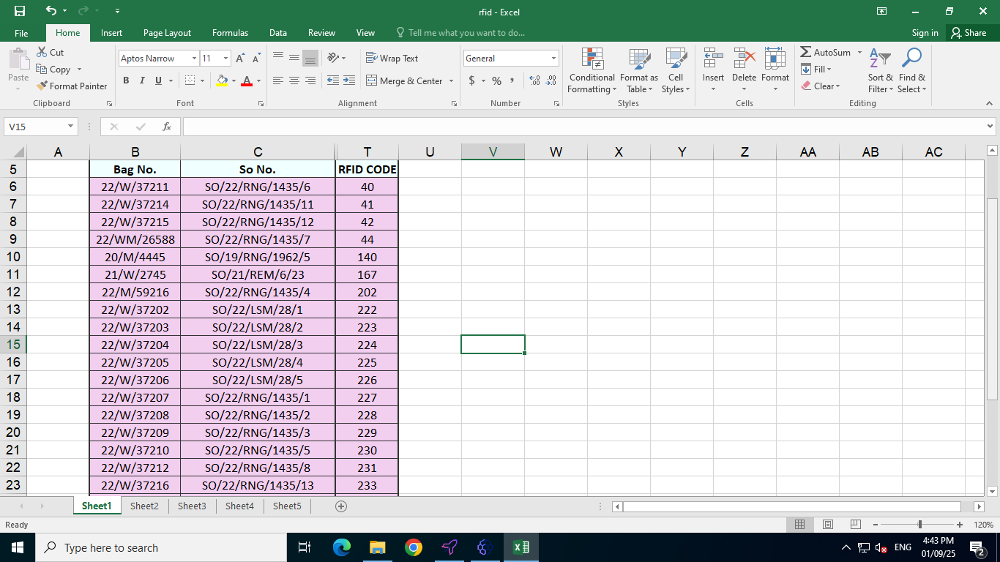 rfid - Excel
File Home Insert Page Layout Formulas Data Review View Tell me what you want to do... Sign in Share
Paste Cut Copy Format Painter
Clipboard
Aptos Narrow 11
B I U A
Font
Wrap Text
Merge & Center
Alignment
General
$ % ,
Number
Conditional Formatting Format as Table Cell Styles
Styles
Insert Delete Format
Cells
AutoSum Fill Clear
Sort & Filter Find & Select
Editing
V15 fx
A B C T U V W X Y Z AA AB AC
5 Bag No. So No. RFID CODE
6 22/W/37211 SO/22/RNG/1435/6 40
7 22/W/37214 SO/22/RNG/1435/11 41
8 22/W/37215 SO/22/RNG/1435/12 42
9 22/WM/26588 SO/22/RNG/1435/7 44
10 20/M/4445 SO/19/RNG/1962/5 140
11 21/W/2745 SO/21/REM/6/23 167
12 22/M/59216 SO/22/RNG/1435/4 202
13 22/W/37202 SO/22/LSM/28/1 222
14 22/W/37203 SO/22/LSM/28/2 223
15 22/W/37204 SO/22/LSM/28/3 224
16 22/W/37205 SO/22/LSM/28/4 225
17 22/W/37206 SO/22/LSM/28/5 226
18 22/W/37207 SO/22/RNG/1435/1 227
19 22/W/37208 SO/22/RNG/1435/2 228
20 22/W/37209 SO/22/RNG/1435/3 229
21 22/W/37210 SO/22/RNG/1435/5 230
22 22/W/37212 SO/22/RNG/1435/8 231
23 22/W/37216 SO/22/RNG/1435/13 233
Sheet1 Sheet2 Sheet3 Sheet4 Sheet5
Ready 120%
Type here to search ENG 4:43 PM
01/09/25 2